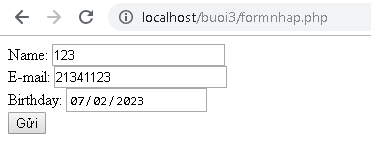 localhost/buoi3/formnhap.php
Name: 123
E-mail: 21341123
Birthday: 07/02/2023
Gửi